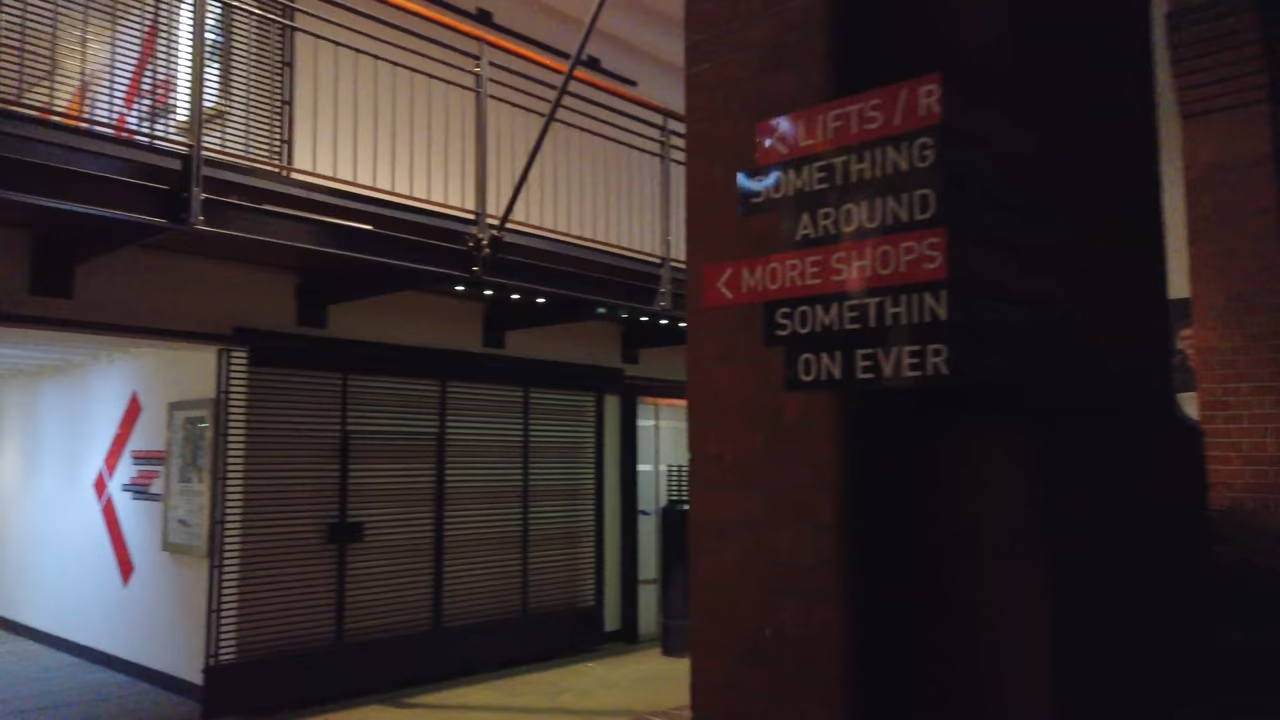 < LIFTS / R
SOMETHING
AROUND
< MORE SHOPS
SOMETHIN
ON EVER